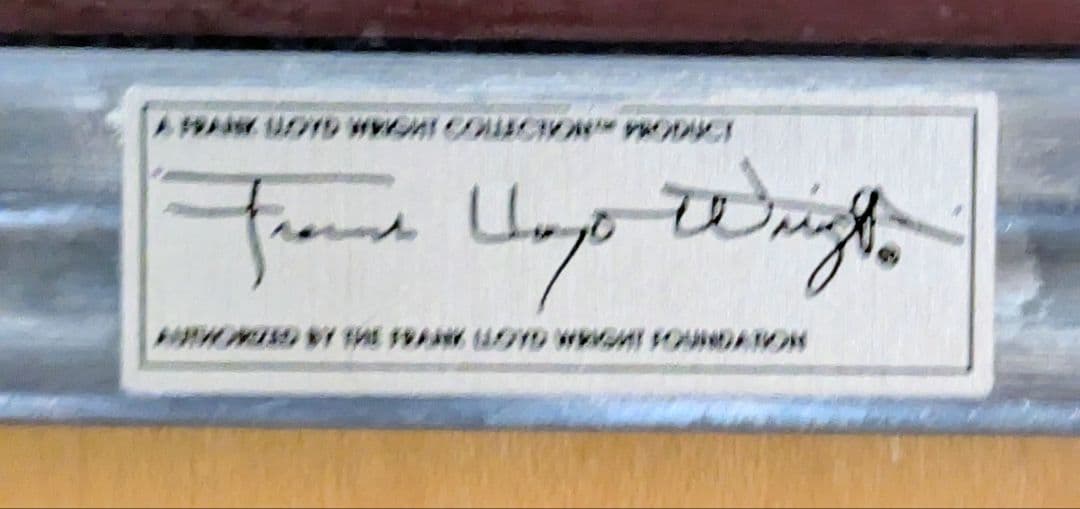 A FRANK LLOYD WRIGHT COLLECTION™ PRODUCT
Frank Lloyd Wright®
AUTHORIZED BY THE FRANK LLOYD WRIGHT FOUNDATION